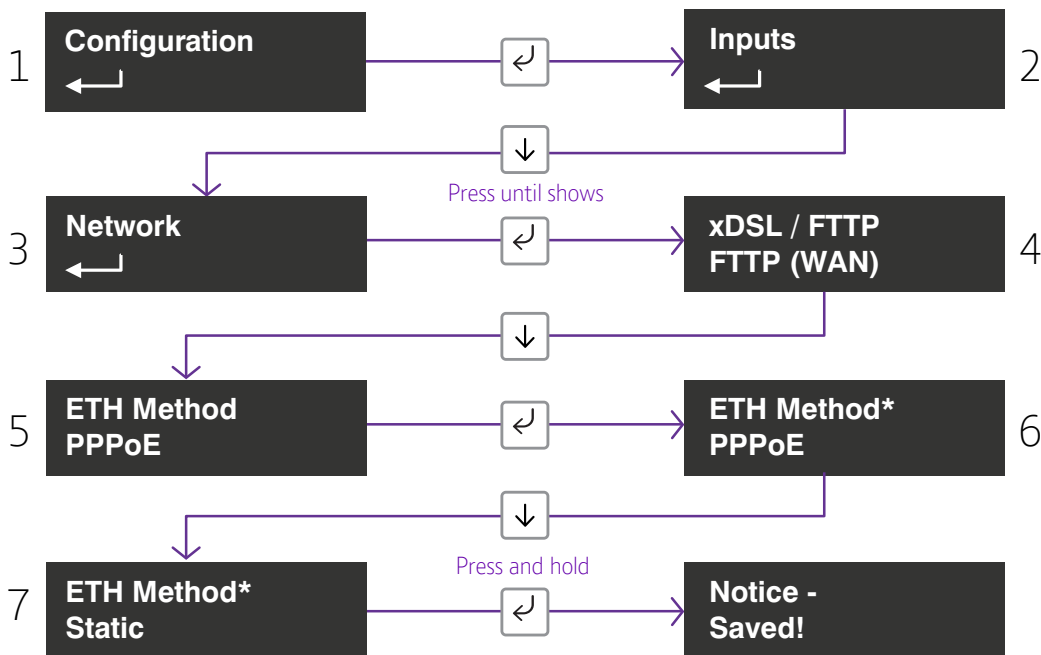 1
Configuration
Inputs
2
Press until shows
3
Network
xDSL / FTTP
FTTP (WAN)
4
5
ETH Method
PPPoE
ETH Method*
PPPoE
6
Press and hold
7
ETH Method*
Static
Notice -
Saved!